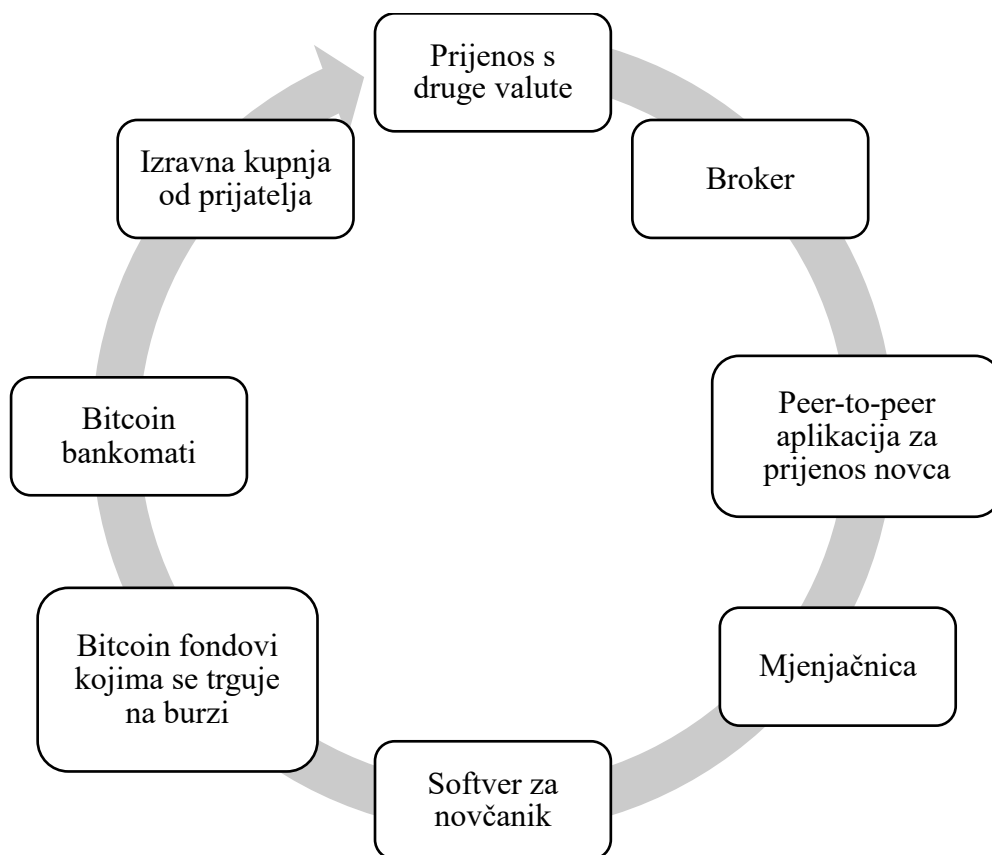 Prijenos s
druge valute
Broker
Peer-to-peer
aplikacija za
prijenos novca
Mjenjačnica
Softver za
novčanik
Bitcoin fondovi
kojima se trguje
na burzi
Bitcoin
bankomati
Izravna kupnja
od prijatelja